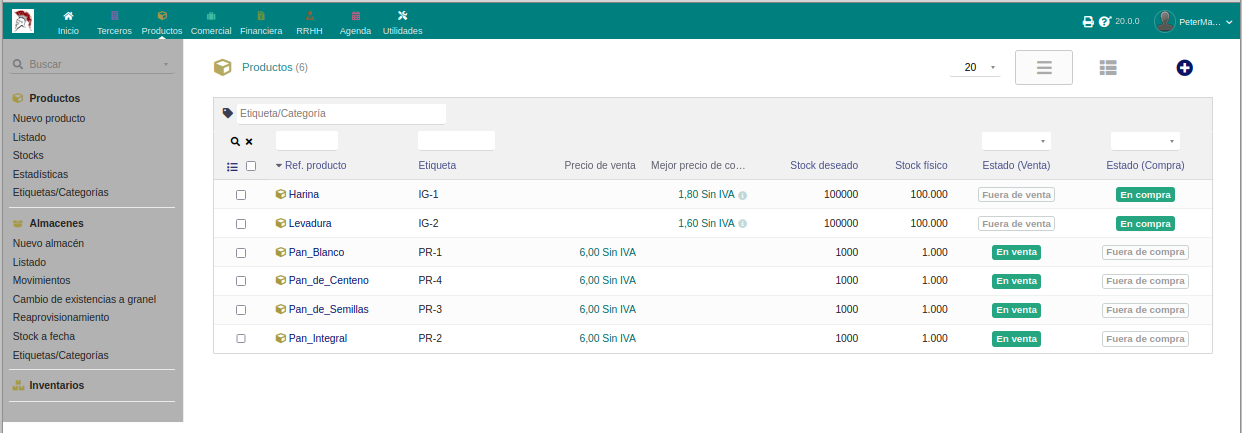 Inicio Terceros Productos Comercial Financiera RRHH Agenda Utilidades 20.0.0 PeterMa...
Buscar
Productos
Nuevo producto
Listado
Stocks
Estadísticas
Etiquetas/Categorías
Almacenes
Nuevo almacén
Listado
Movimientos
Cambio de existencias a granel
Reaprovisionamiento
Stock a fecha
Etiquetas/Categorías
Inventarios
Productos (6) 20
Etiqueta/Categoría
Ref. producto Etiqueta Precio de venta Mejor precio de co... Stock deseado Stock físico Estado (Venta) Estado (Compra)
Harina IG-1 1,80 Sin IVA 100000 100.000 Fuera de venta En compra
Levadura IG-2 1,60 Sin IVA 100000 100.000 Fuera de venta En compra
Pan_Blanco PR-1 6,00 Sin IVA 1000 1.000 En venta Fuera de compra
Pan_de_Centeno PR-4 6,00 Sin IVA 1000 1.000 En venta Fuera de compra
Pan_de_Semillas PR-3 6,00 Sin IVA 1000 1.000 En venta Fuera de compra
Pan_Integral PR-2 6,00 Sin IVA 1000 1.000 En venta Fuera de compra